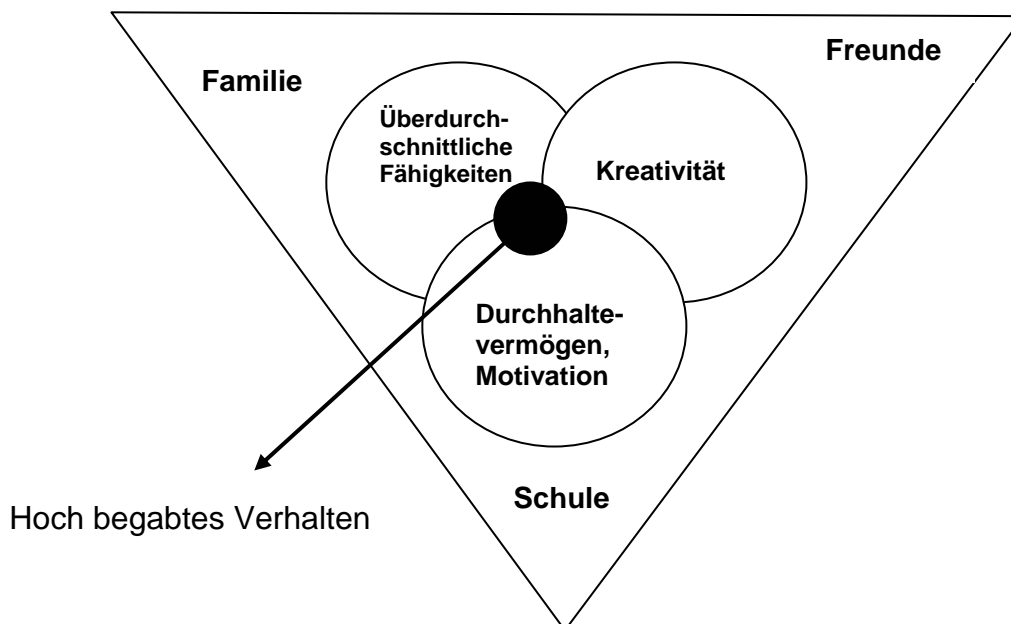 Freunde
Familie
Überdurch-
schnittliche
Fähigkeiten
Kreativität
Durchhalte-
vermögen,
Motivation
Schule
Hoch begabtes Verhalten